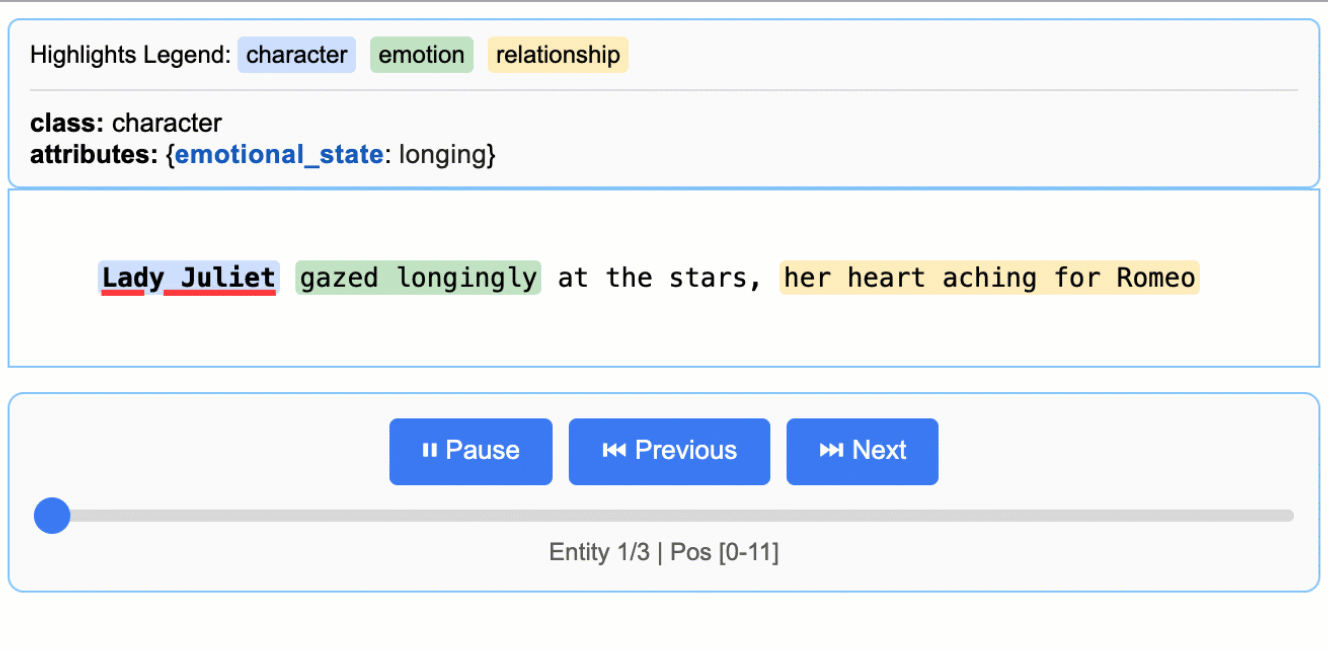 Highlights Legend: character emotion relationship
class: character
attributes: {emotional_state: longing}
Lady Juliet gazed longingly at the stars, her heart aching for Romeo
⏸ Pause ⏮ Previous ⏭ Next
Entity 1/3 | Pos [0-11]